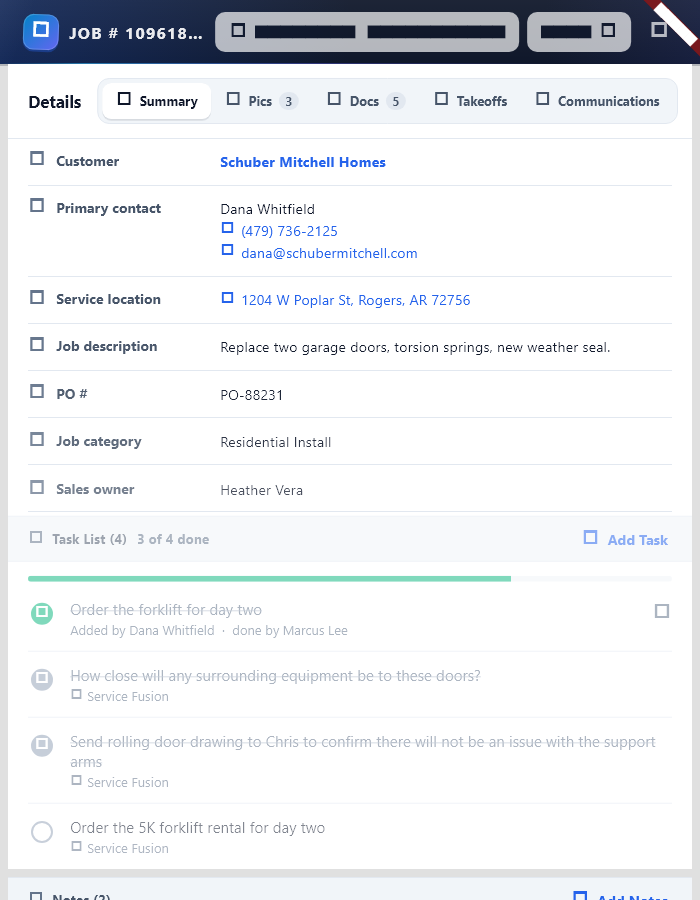 JOB # 109618...
Details
Summary
Pics 3
Docs 5
Takeoffs
Communications
Customer
Schuber Mitchell Homes
Primary contact
Dana Whitfield
(479) 736-2125
dana@schubermitchell.com
Service location
1204 W Poplar St, Rogers, AR 72756
Job description
Replace two garage doors, torsion springs, new weather seal.
PO #
PO-88231
Job category
Residential Install
Sales owner
Heather Vera
Task List (4) 3 of 4 done
Add Task
Order the forklift for day two
Added by Dana Whitfield · done by Marcus Lee
How close will any surrounding equipment be to these doors?
Service Fusion
Send rolling door drawing to Chris to confirm there will not be an issue with the support
arms
Service Fusion
Order the 5K forklift rental for day two
Service Fusion
Notes (2)
Add Notes